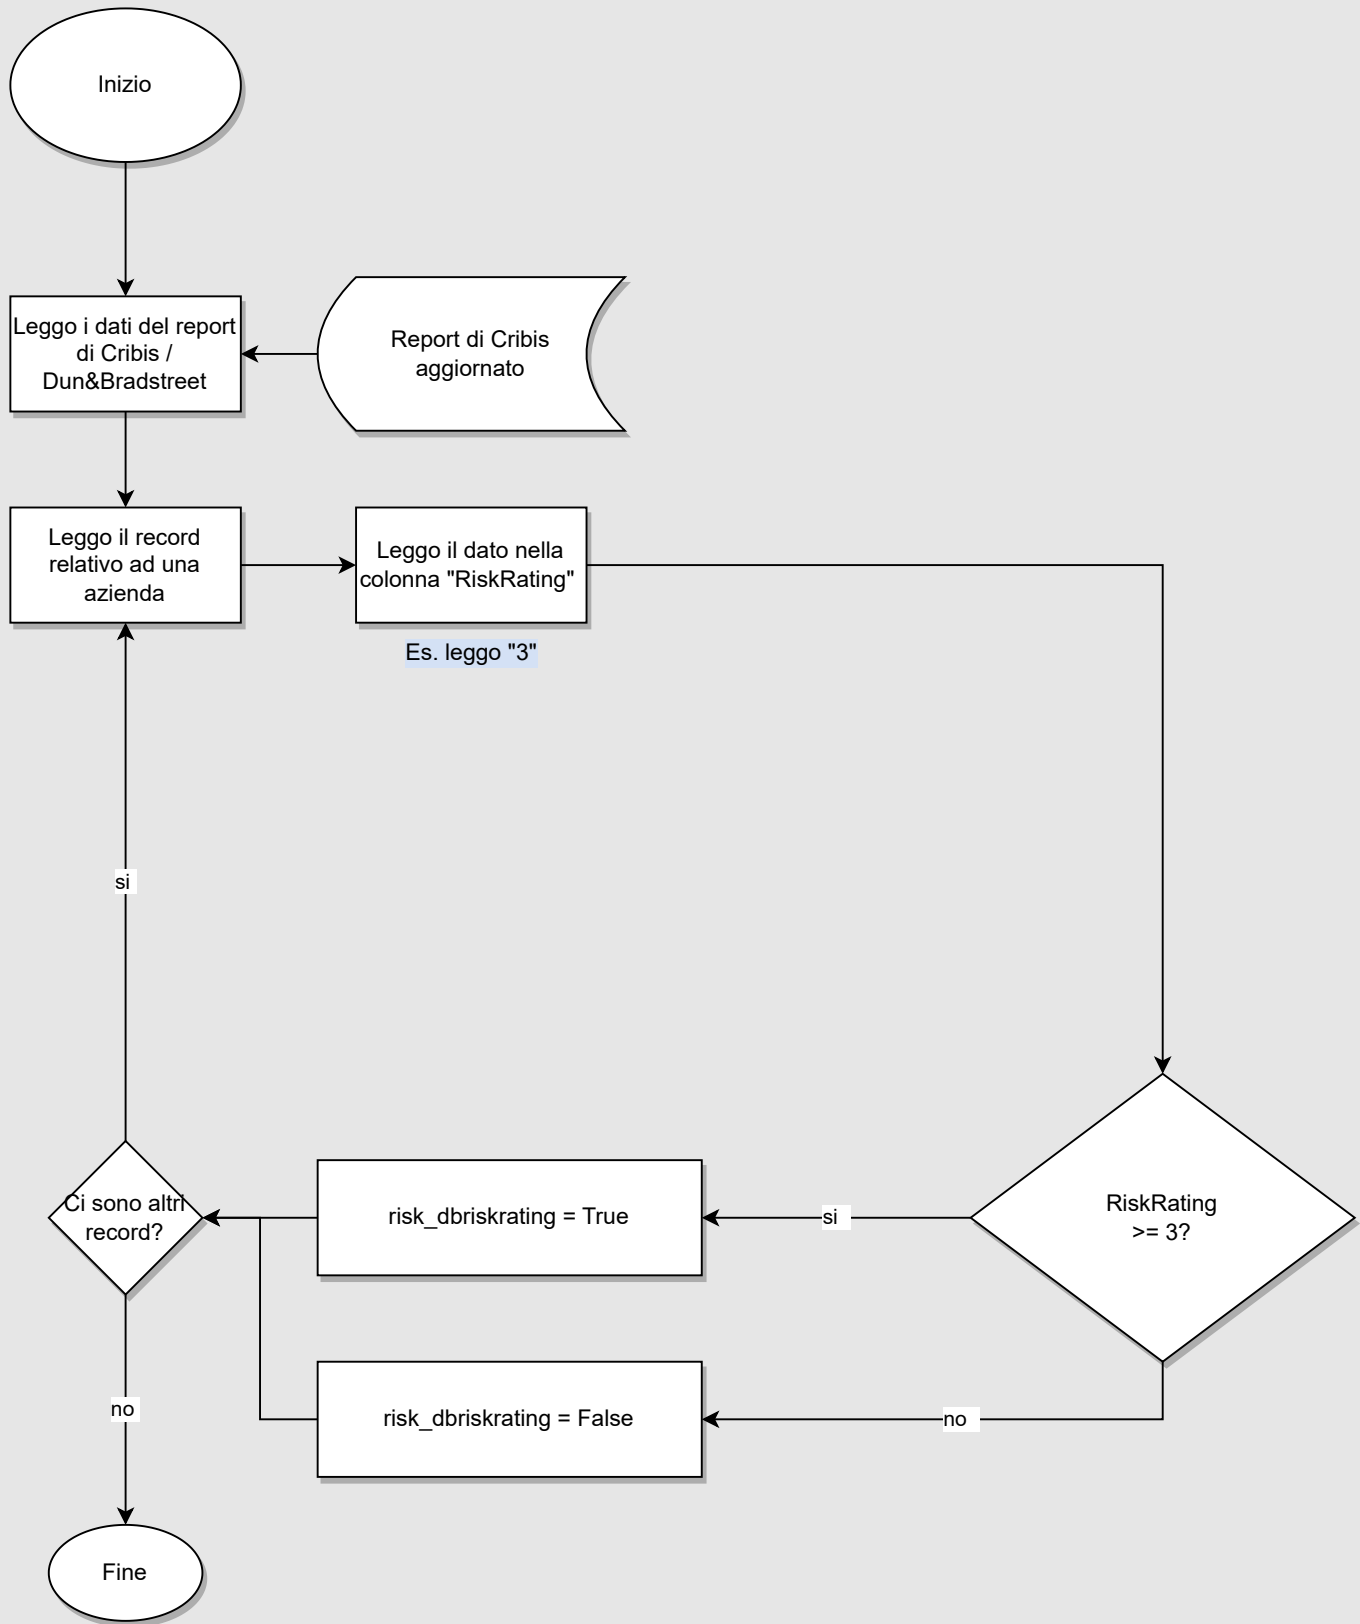 Inizio
Leggo i dati del report
di Cribis /
Dun&Bradstreet
Report di Cribis
aggiornato
Leggo il record
relativo ad una
azienda
Leggo il dato nella
colonna "RiskRating"
Es. leggo "3"
si
Ci sono altri
record?
risk_dbriskrating = True
si
RiskRating
>= 3?
no
risk_dbriskrating = False
no
Fine